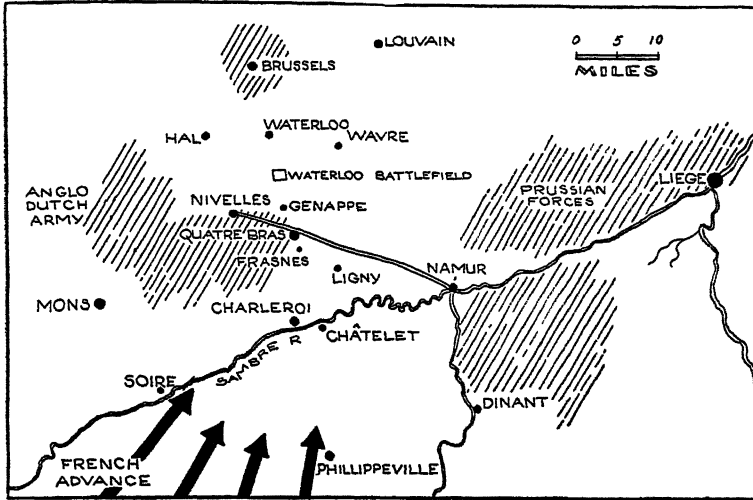 LOUVAIN
0 5 10
MILES
BRUSSELS
HAL
WATERLOO
WAVRE
WATERLOO BATTLEFIELD
ANGLO
DUTCH
ARMY
NIVELLES
GENAPPE
PRUSSIAN
FORCES
LIEGE
QUATRE BRAS
FRASNES
LIGNY
NAMUR
MONS
CHARLEROI
CHÂTELET
SAMBRE R
SOIRE
DINANT
FRENCH
ADVANCE
PHILLIPPEVILLE